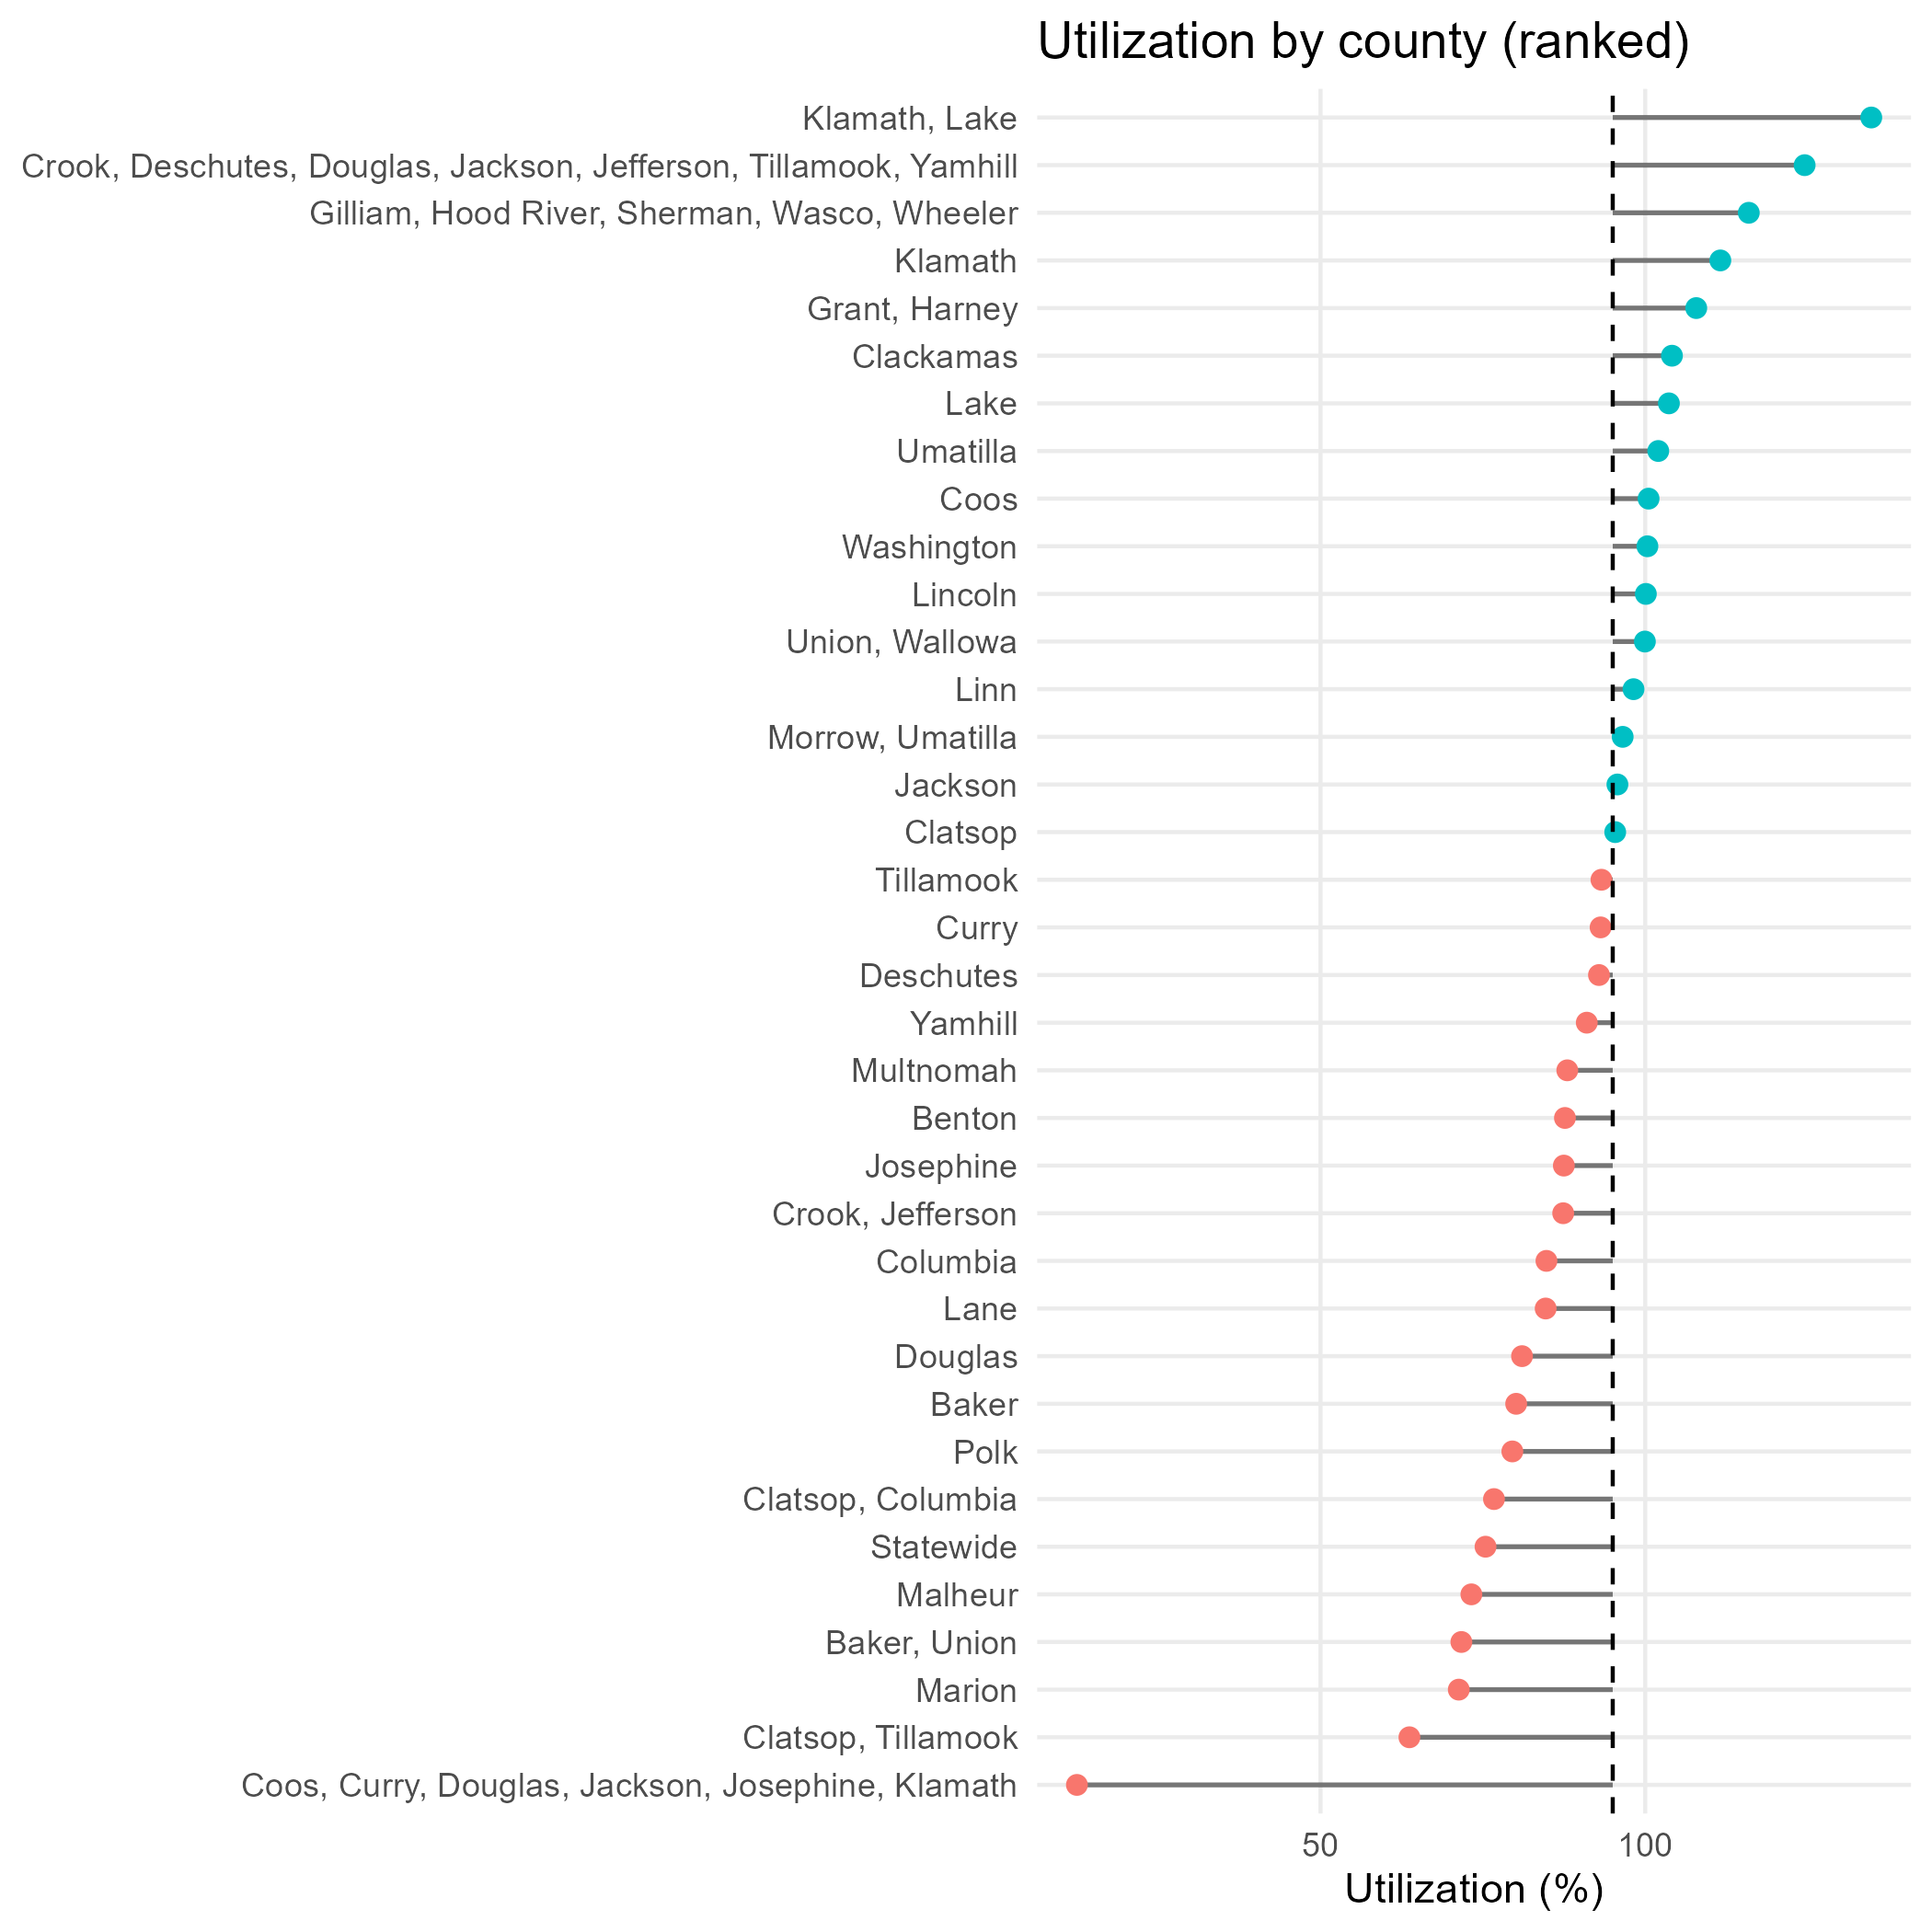 Utilization by county (ranked)
Klamath, Lake
Crook, Deschutes, Douglas, Jackson, Jefferson, Tillamook, Yamhill
Gilliam, Hood River, Sherman, Wasco, Wheeler
Klamath
Grant, Harney
Clackamas
Lake
Umatilla
Coos
Washington
Lincoln
Union, Wallowa
Linn
Morrow, Umatilla
Jackson
Clatsop
Tillamook
Curry
Deschutes
Yamhill
Multnomah
Benton
Josephine
Crook, Jefferson
Columbia
Lane
Douglas
Baker
Polk
Clatsop, Columbia
Statewide
Malheur
Baker, Union
Marion
Clatsop, Tillamook
Coos, Curry, Douglas, Jackson, Josephine, Klamath
50 100
Utilization (%)